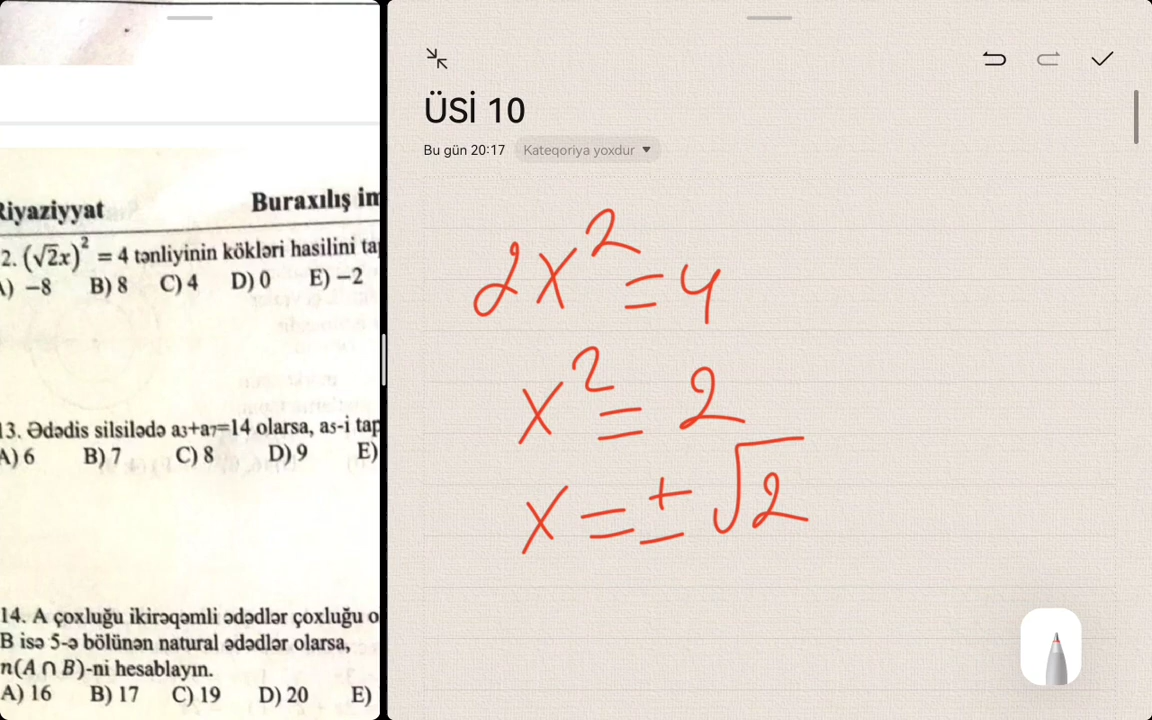 Riyaziyyat
Buraxılış im
2. (√2x)² = 4 tənliyinin kökləri hasilini ta
A) −8 B) 8 C) 4 D) 0 E) −2
13. Ədədis silsilədə a₃+a₇=14 olarsa, a₅-i tap
A) 6 B) 7 C) 8 D) 9 E)
14. A çoxluğu ikirəqəmli ədədlər çoxluğu o
B isə 5-ə bölünən natural ədədlər olarsa,
n(A ∩ B)-ni hesablayın.
A) 16 B) 17 C) 19 D) 20 E)
ÜSİ 10
Bu gün 20:17 Kateqoriya yoxdur
2x² = 4
x² = 2
x = ± √2